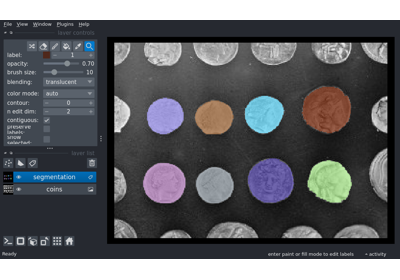 File View Window Plugins Help
layer controls
label: 1
opacity: 0.70
brush size: 10
blending: translucent
color mode: auto
contour: 0
n edit dim: 2
contiguous:
preserve labels:
show selected:
layer list
segmentation
coins
Ready
enter paint or fill mode to edit labels
activity